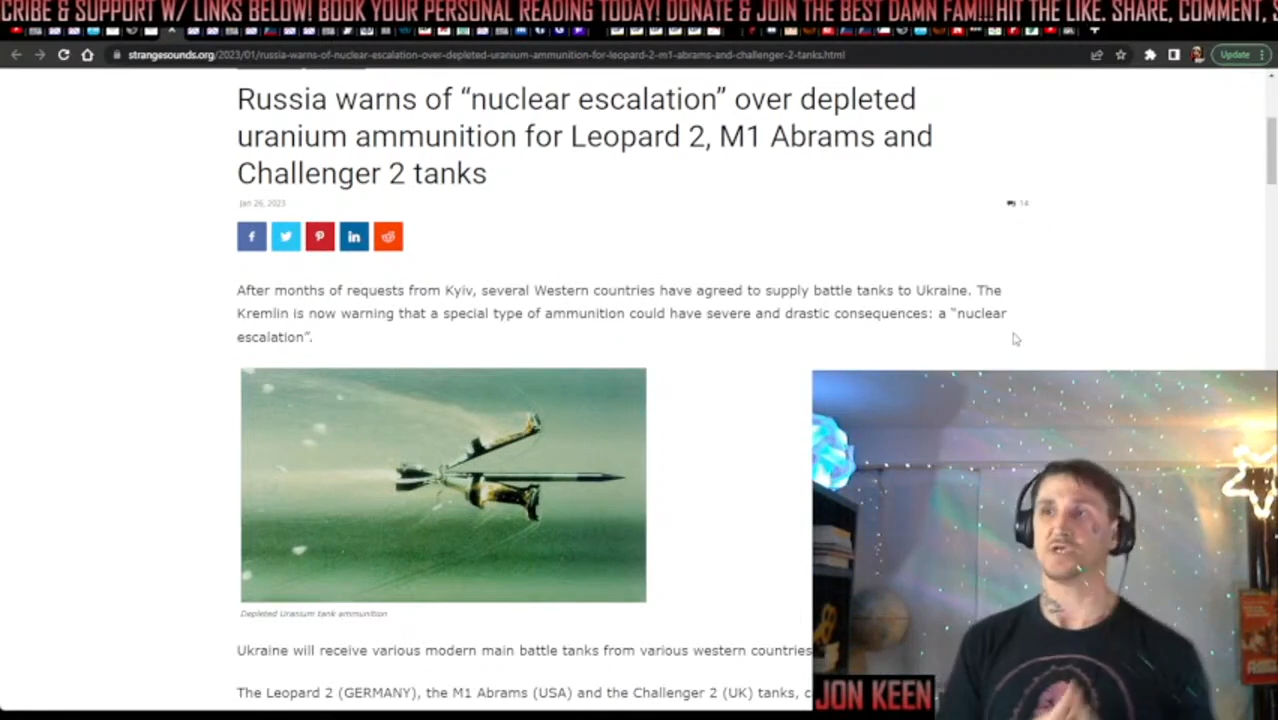 CRIBE & SUPPORT W/ LINKS BELOW! BOOK YOUR PERSONAL READING TODAY! DONATE & JOIN THE BEST DAMN FAM!!!HIT THE LIKE. SHARE, COMMENT, S
strangesounds.org/2023/01/russia-warns-of-nuclear-escalation-over-depleted-uranium-ammunition-for-leopard-2-m1-abrams-and-challenger-2-tanks.html
Update
Russia warns of “nuclear escalation” over depleted
uranium ammunition for Leopard 2, M1 Abrams and
Challenger 2 tanks
Jan 26, 2023
14
After months of requests from Kyiv, several Western countries have agreed to supply battle tanks to Ukraine. The
Kremlin is now warning that a special type of ammunition could have severe and drastic consequences: a “nuclear
escalation”.
Depleted Uranium tank ammunition
Ukraine will receive various modern main battle tanks from various western countries
The Leopard 2 (GERMANY), the M1 Abrams (USA) and the Challenger 2 (UK) tanks, c
JON KEEN